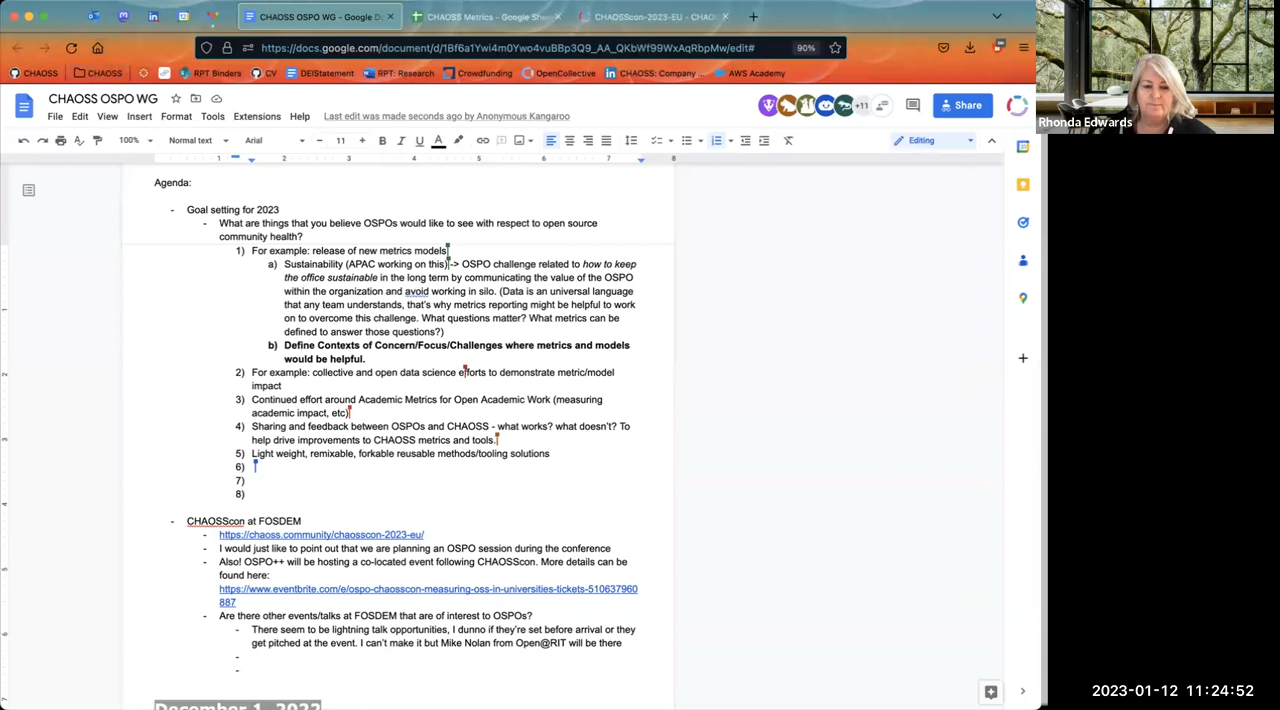 CHAOSS OSPO WG - Google Do
CHAOSS Metrics - Google She
CHAOSScon-2023-EU - CHAO
https://docs.google.com/document/d/1Bf6a1Ywi4m0Ywo4vuBBp3Q9_AA_QKbWf99WxAqRbpMw/edit#
90%
CHAOSS
CHAOSS
RPT Binders
CV
DEIStatement
RPT: Research
Crowdfunding
OpenCollective
CHAOSS: Company ...
AWS Academy
CHAOSS OSPO WG
File Edit View Insert Format Tools Extensions Help
Last edit was made seconds ago by Anonymous Kangaroo
+11
Share
100%
Normal text
Arial
11
Editing
Agenda:
- Goal setting for 2023
- What are things that you believe OSPOs would like to see with respect to open source
community health?
1) For example: release of new metrics models
a) Sustainability (APAC working on this) -> OSPO challenge related to how to keep
the office sustainable in the long term by communicating the value of the OSPO
within the organization and avoid working in silo. (Data is an universal language
that any team understands, that's why metrics reporting might be helpful to work
on to overcome this challenge. What questions matter? What metrics can be
defined to answer those questions?)
b) Define Contexts of Concern/Focus/Challenges where metrics and models
would be helpful.
2) For example: collective and open data science efforts to demonstrate metric/model
impact
3) Continued effort around Academic Metrics for Open Academic Work (measuring
academic impact, etc)
4) Sharing and feedback between OSPOs and CHAOSS - what works? what doesn't? To
help drive improvements to CHAOSS metrics and tools.
5) Light weight, remixable, forkable reusable methods/tooling solutions
6)
7)
8)
- CHAOSScon at FOSDEM
- https://chaoss.community/chaosscon-2023-eu/
- I would just like to point out that we are planning an OSPO session during the conference
- Also! OSPO++ will be hosting a co-located event following CHAOSScon. More details can be
found here:
https://www.eventbrite.com/e/ospo-chaosscon-measuring-oss-in-universities-tickets-510637960
887
- Are there other events/talks at FOSDEM that are of interest to OSPOs?
- There seem to be lightning talk opportunities, I dunno if they're set before arrival or they
get pitched at the event. I can't make it but Mike Nolan from Open@RIT will be there
-
-
December 1, 2022
Rhonda Edwards
2023-01-12 11:24:52